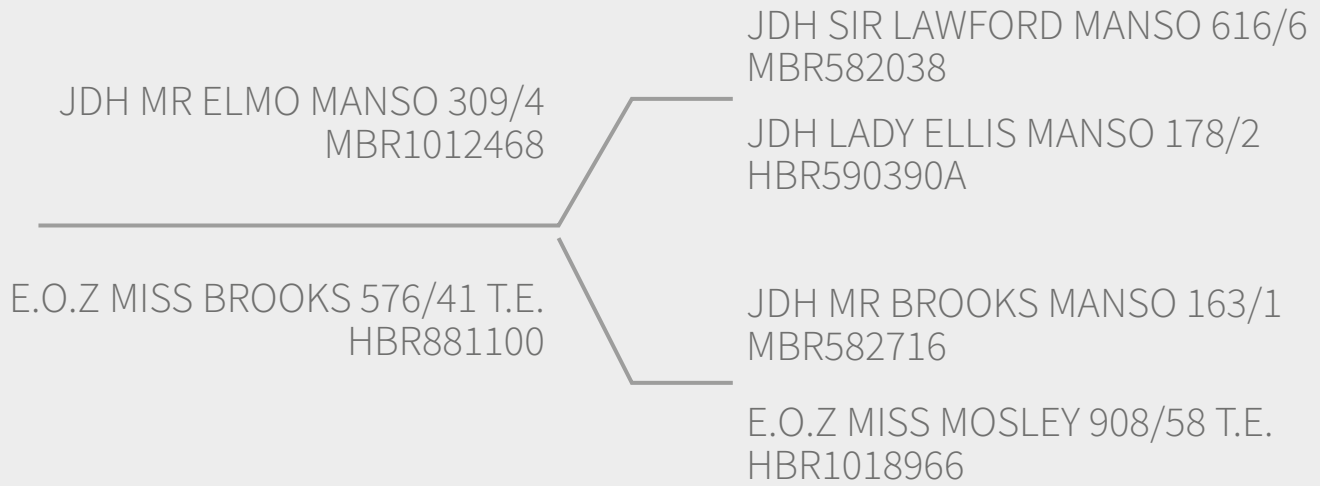 JDH MR ELMO MANSO 309/4
MBR1012468
E.O.Z MISS BROOKS 576/41 T.E.
HBR881100
JDH SIR LAWFORD MANSO 616/6
MBR582038
JDH LADY ELLIS MANSO 178/2
HBR590390A
JDH MR BROOKS MANSO 163/1
MBR582716
E.O.Z MISS MOSLEY 908/58 T.E.
HBR1018966